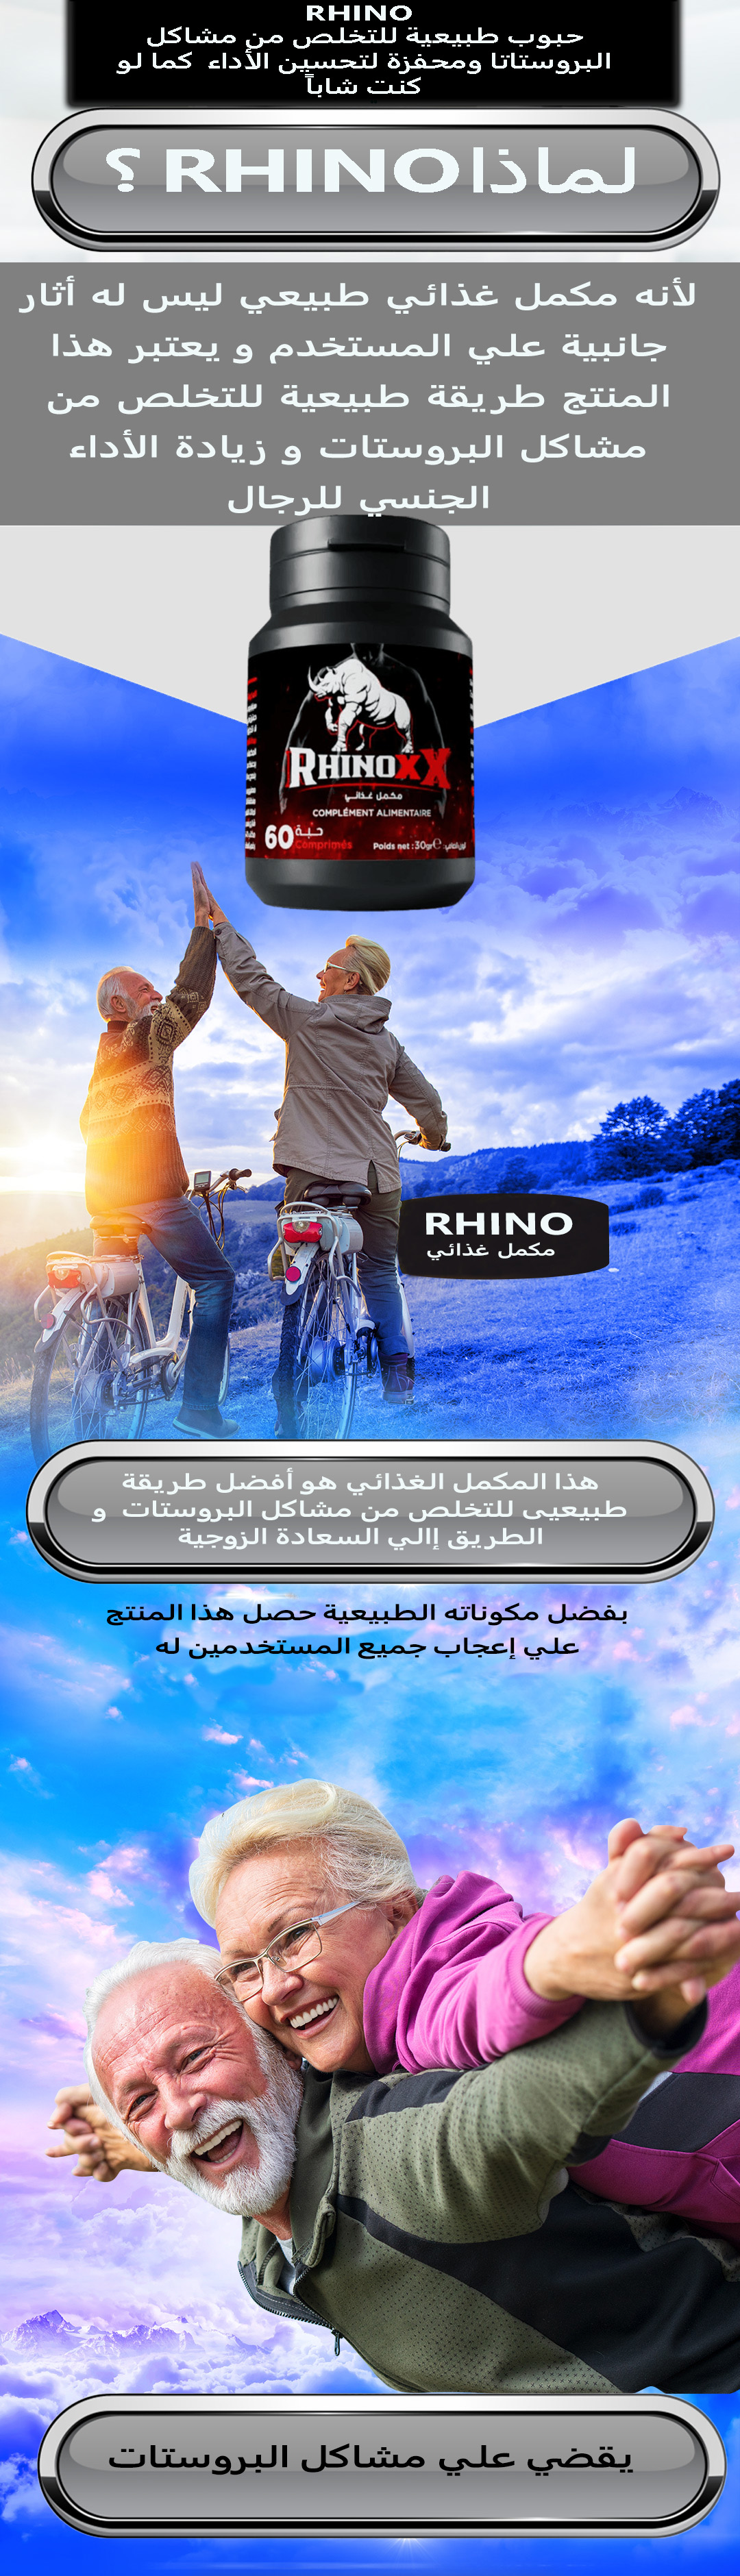 RHINO
حبوب طبيعية للتخلص من مشاكل
البروستاتا ومحفزة لتحسين الأداء كما لو
كنت شاباً
لماذا RHINO ؟
لأنه مكمل غذائي طبيعي ليس له أثار
جانبية علي المستخدم و يعتبر هذا
المنتج طريقة طبيعية للتخلص من
مشاكل البروستات و زيادة الأداء
الجنسي للرجال
RHINOXX
مكمل غذائي
COMPLÉMENT ALIMENTAIRE
60 حبة
Comprimés
Poids net : 30gr
RHINO
مكمل غذائي
هذا المكمل الغذائي هو أفضل طريقة
طبيعيى للتخلص من مشاكل البروستات و
الطريق إالي السعادة الزوجية
بفضل مكوناته الطبيعية حصل هذا المنتج
علي إعجاب جميع المستخدمين له
يقضي علي مشاكل البروستات